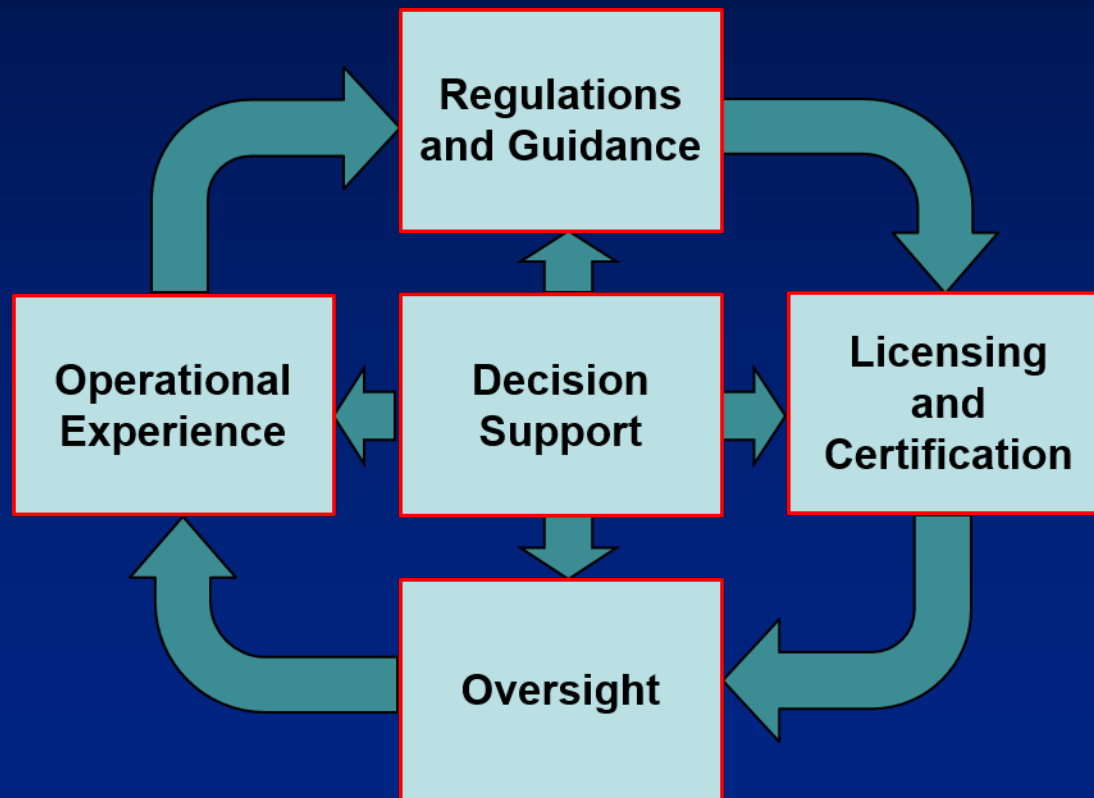 Regulations
and Guidance
Operational
Experience
Decision
Support
Licensing
and
Certification
Oversight